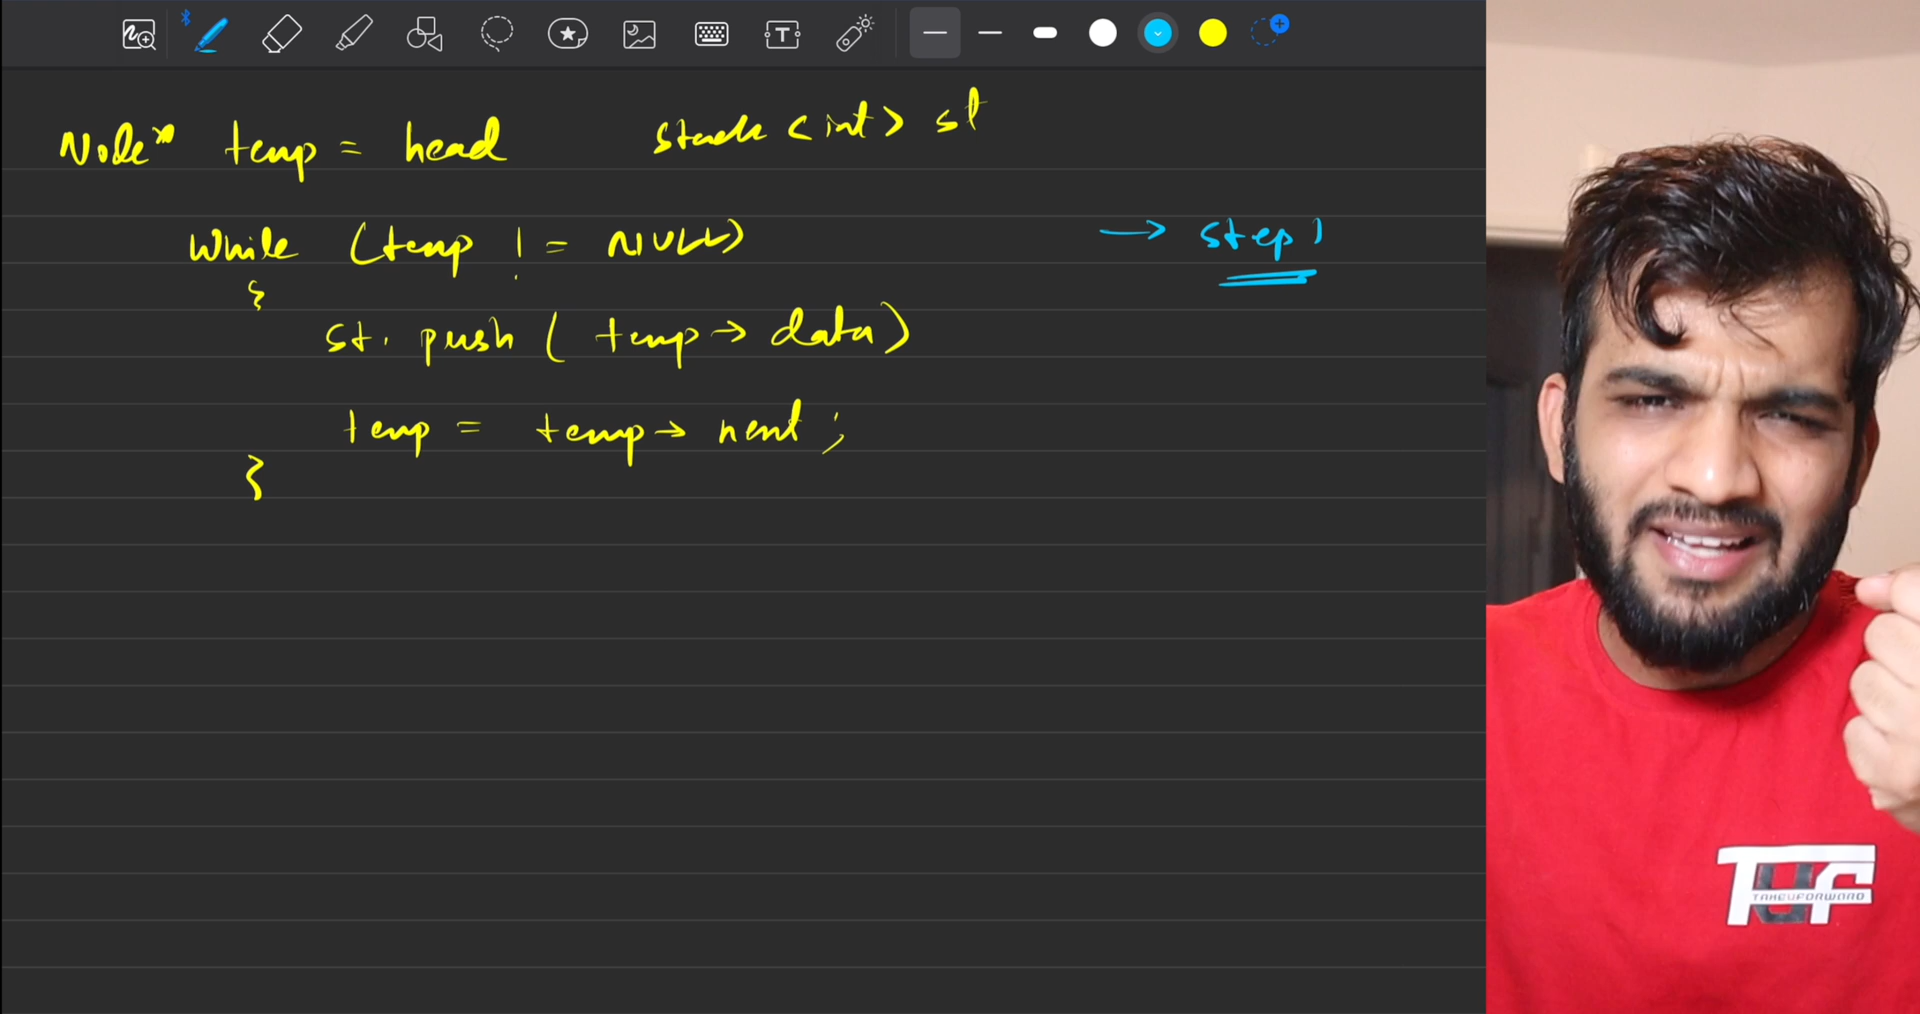 Node* temp = head
stack <int> st
while (temp != NULL)
→ step 1
{
st. push ( temp → data)
temp = temp → next ;
}
TUF
TAKEUFORWARD